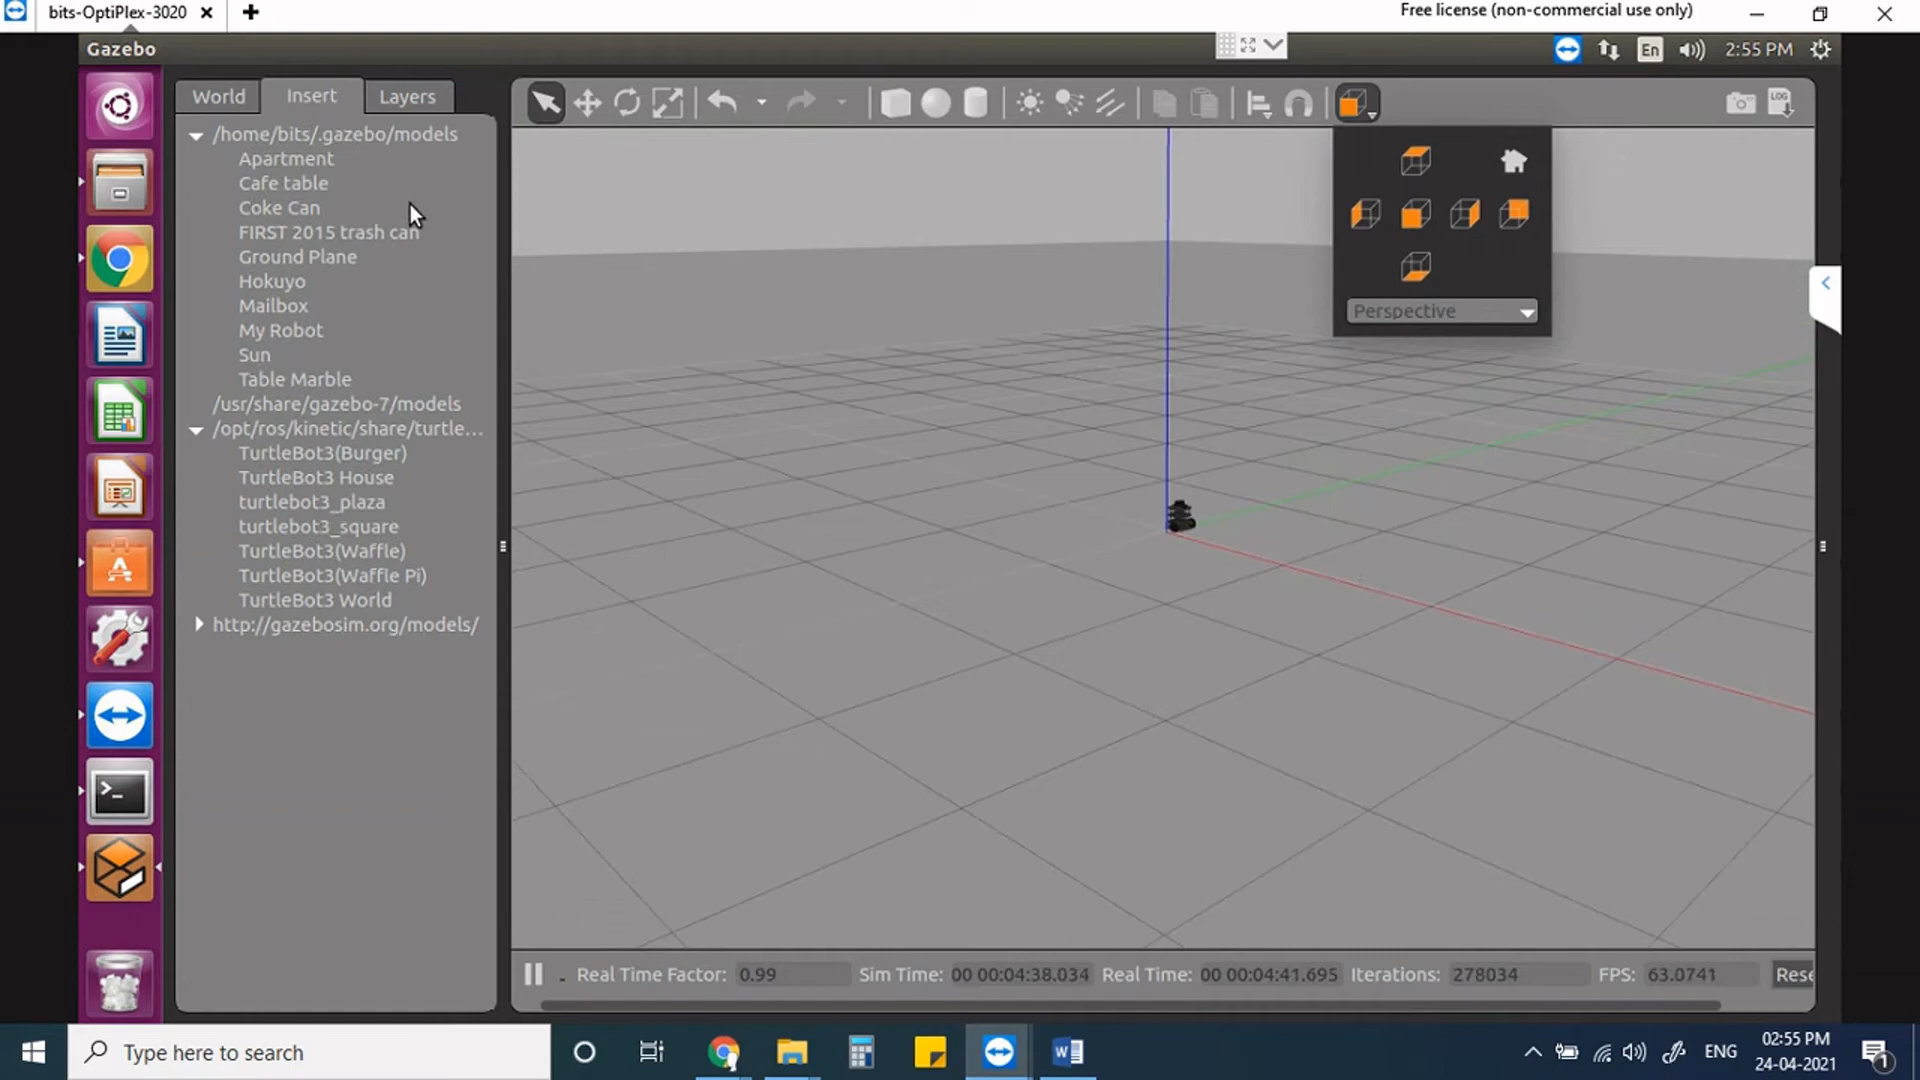 bits-OptiPlex-3020
Free license (non-commercial use only)
Gazebo
En
2:55 PM
World
Insert
Layers
LOG
/home/bits/.gazebo/models
Apartment
Cafe table
Coke Can
FIRST 2015 trash can
Ground Plane
Hokuyo
Mailbox
My Robot
Sun
Table Marble
/usr/share/gazebo-7/models
/opt/ros/kinetic/share/turtle...
TurtleBot3(Burger)
TurtleBot3 House
turtlebot3_plaza
turtlebot3_square
TurtleBot3(Waffle)
TurtleBot3(Waffle Pi)
TurtleBot3 World
http://gazebosim.org/models/
Perspective
Real Time Factor: 0.99 Sim Time: 00 00:04:38.034 Real Time: 00 00:04:41.695 Iterations: 278034 FPS: 63.0741 Rese
Type here to search
ENG
02:55 PM
24-04-2021
1